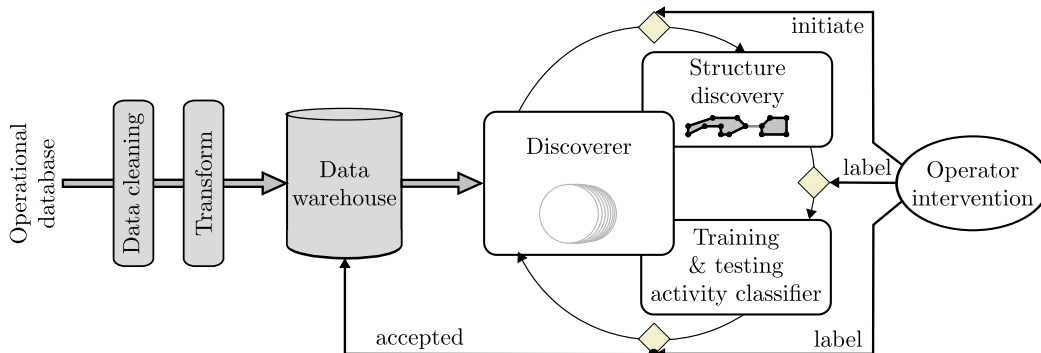 Operational
database
Data cleaning
Transform
Data
warehouse
Discoverer
initiate
Structure
discovery
label
Operator
intervention
Training
& testing
activity classifier
accepted
label